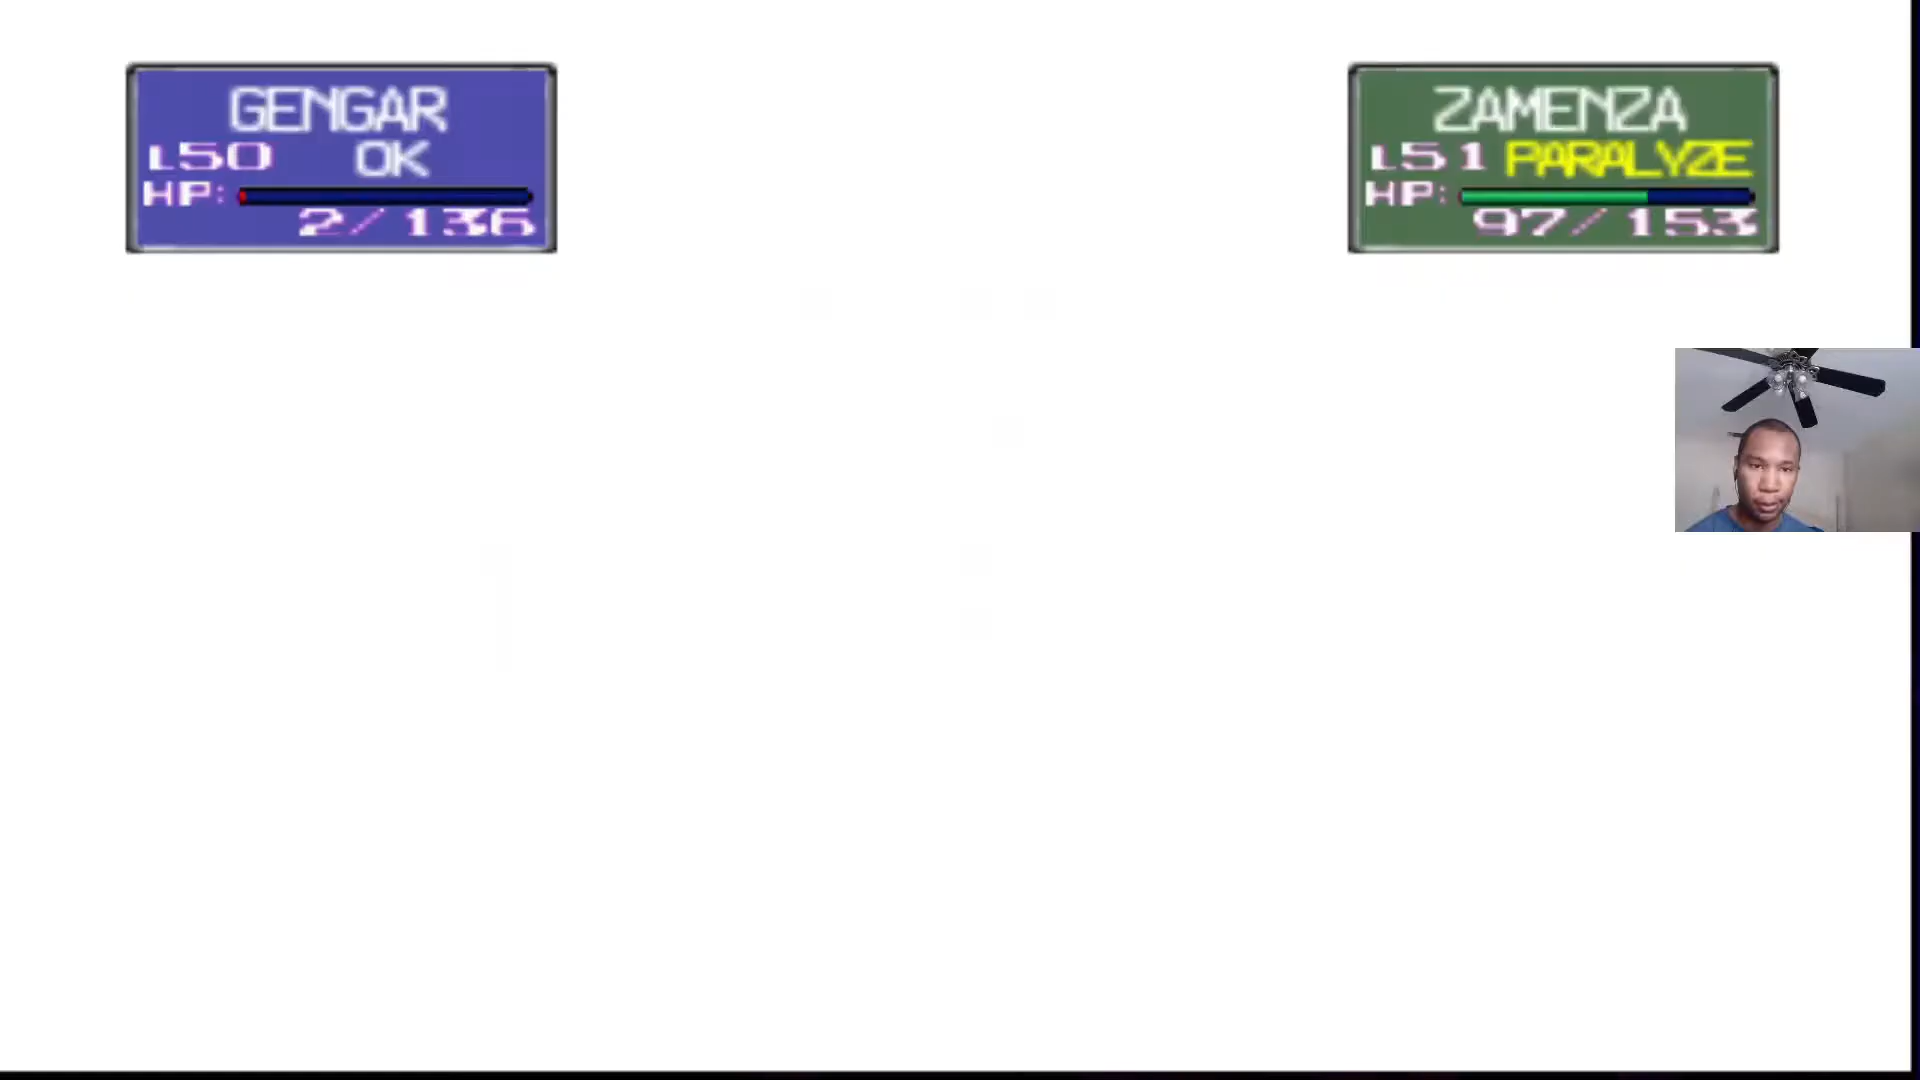 GENGAR
L50 OK
HP:
2/136
ZAMENZA
L51 PARALYZE
HP:
97/153